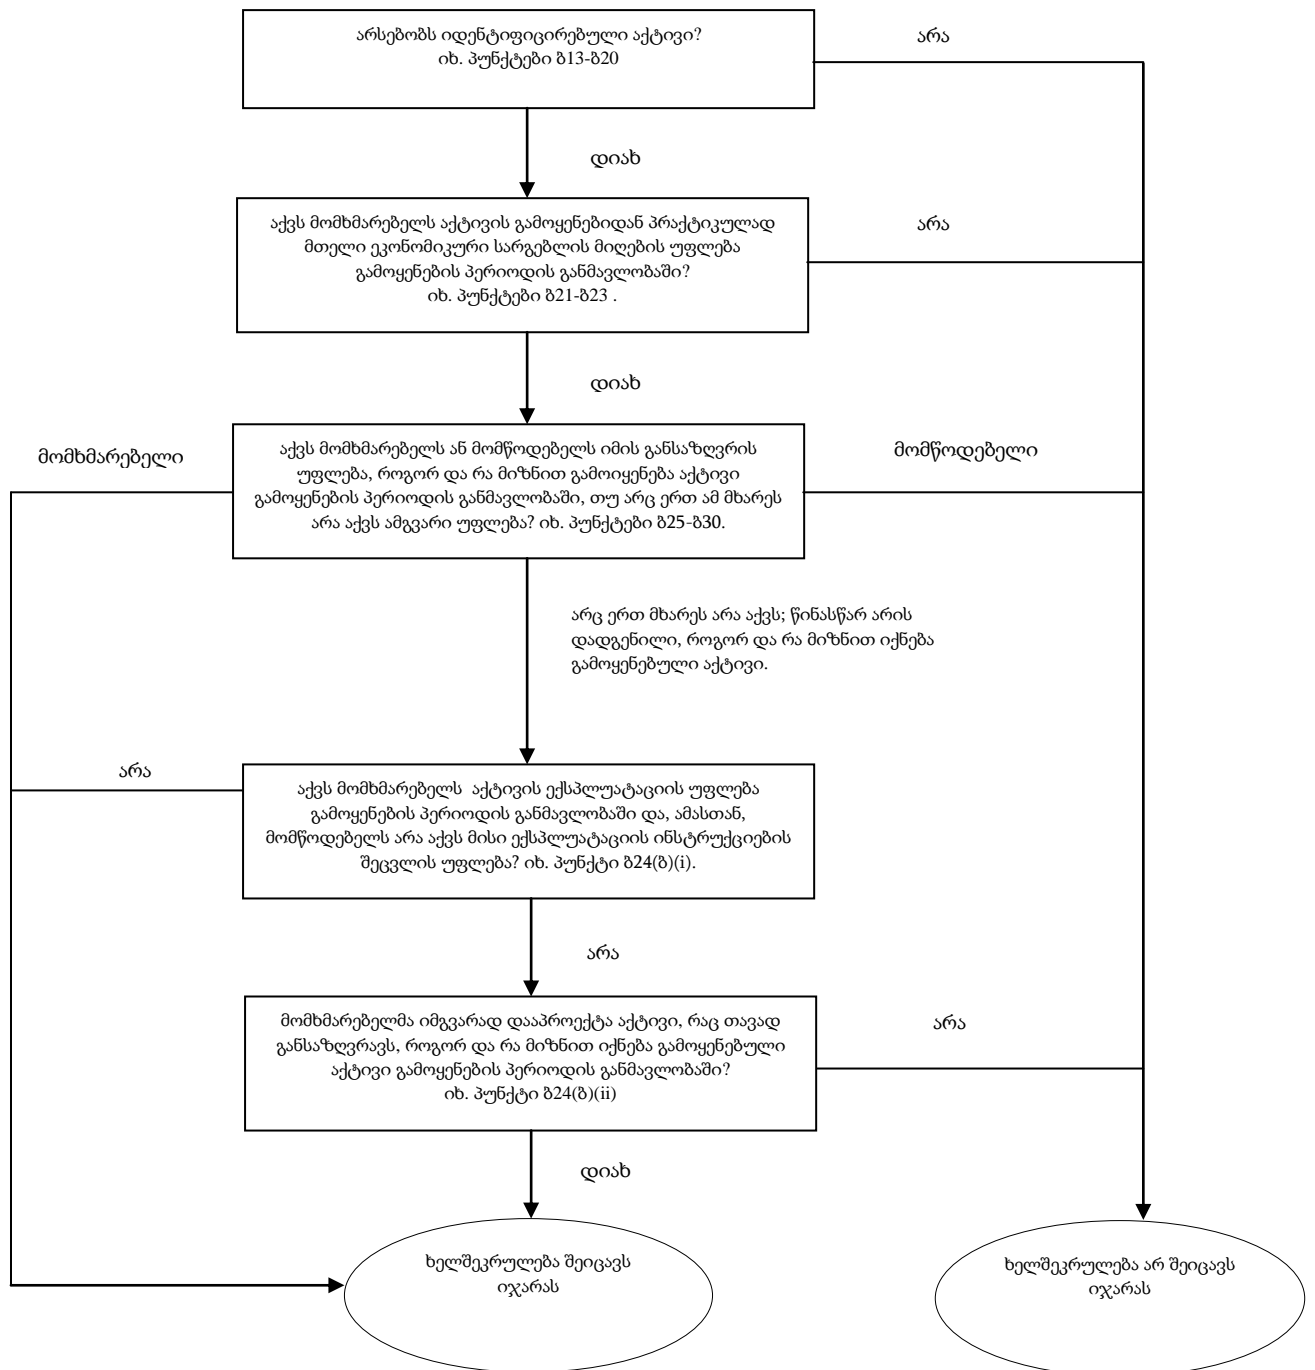 არსებობს იდენტიფიცირებული აქტივი?
იხ. პუნქტები ბ13-ბ20
არა
დიახ
აქვს მომხმარებელს აქტივის გამოყენებიდან პრაქტიკულად
მთელი ეკონომიკური სარგებლის მიღების უფლება
გამოყენების პერიოდის განმავლობაში?
იხ. პუნქტები ბ21-ბ23 .
არა
დიახ
მომხმარებელი
აქვს მომხმარებელს ან მომწოდებელს იმის განსაზღვრის
უფლება, როგორ და რა მიზნით გამოიყენება აქტივი
გამოყენების პერიოდის განმავლობაში, თუ არც ერთ ამ მხარეს
არა აქვს ამგვარი უფლება? იხ. პუნქტები ბ25-ბ30.
მომწოდებელი
არც ერთ მხარეს არა აქვს; წინასწარ არის
დადგენილი, როგორ და რა მიზნით იქნება
გამოყენებული აქტივი.
არა
აქვს მომხმარებელს აქტივის ექსპლუატაციის უფლება
გამოყენების პერიოდის განმავლობაში და, ამასთან,
მომწოდებელს არა აქვს მისი ექსპლუატაციის ინსტრუქციების
შეცვლის უფლება? იხ. პუნქტი ბ24(ბ)(i).
არა
მომხმარებელმა იმგვარად დააპროექტა აქტივი, რაც თავად
განსაზღვრავს, როგორ და რა მიზნით იქნება გამოყენებული
აქტივი გამოყენების პერიოდის განმავლობაში?
იხ. პუნქტი ბ24(ბ)(ii)
არა
დიახ
ხელშეკრულება შეიცავს
იჯარას
ხელშეკრულება არ შეიცავს
იჯარას